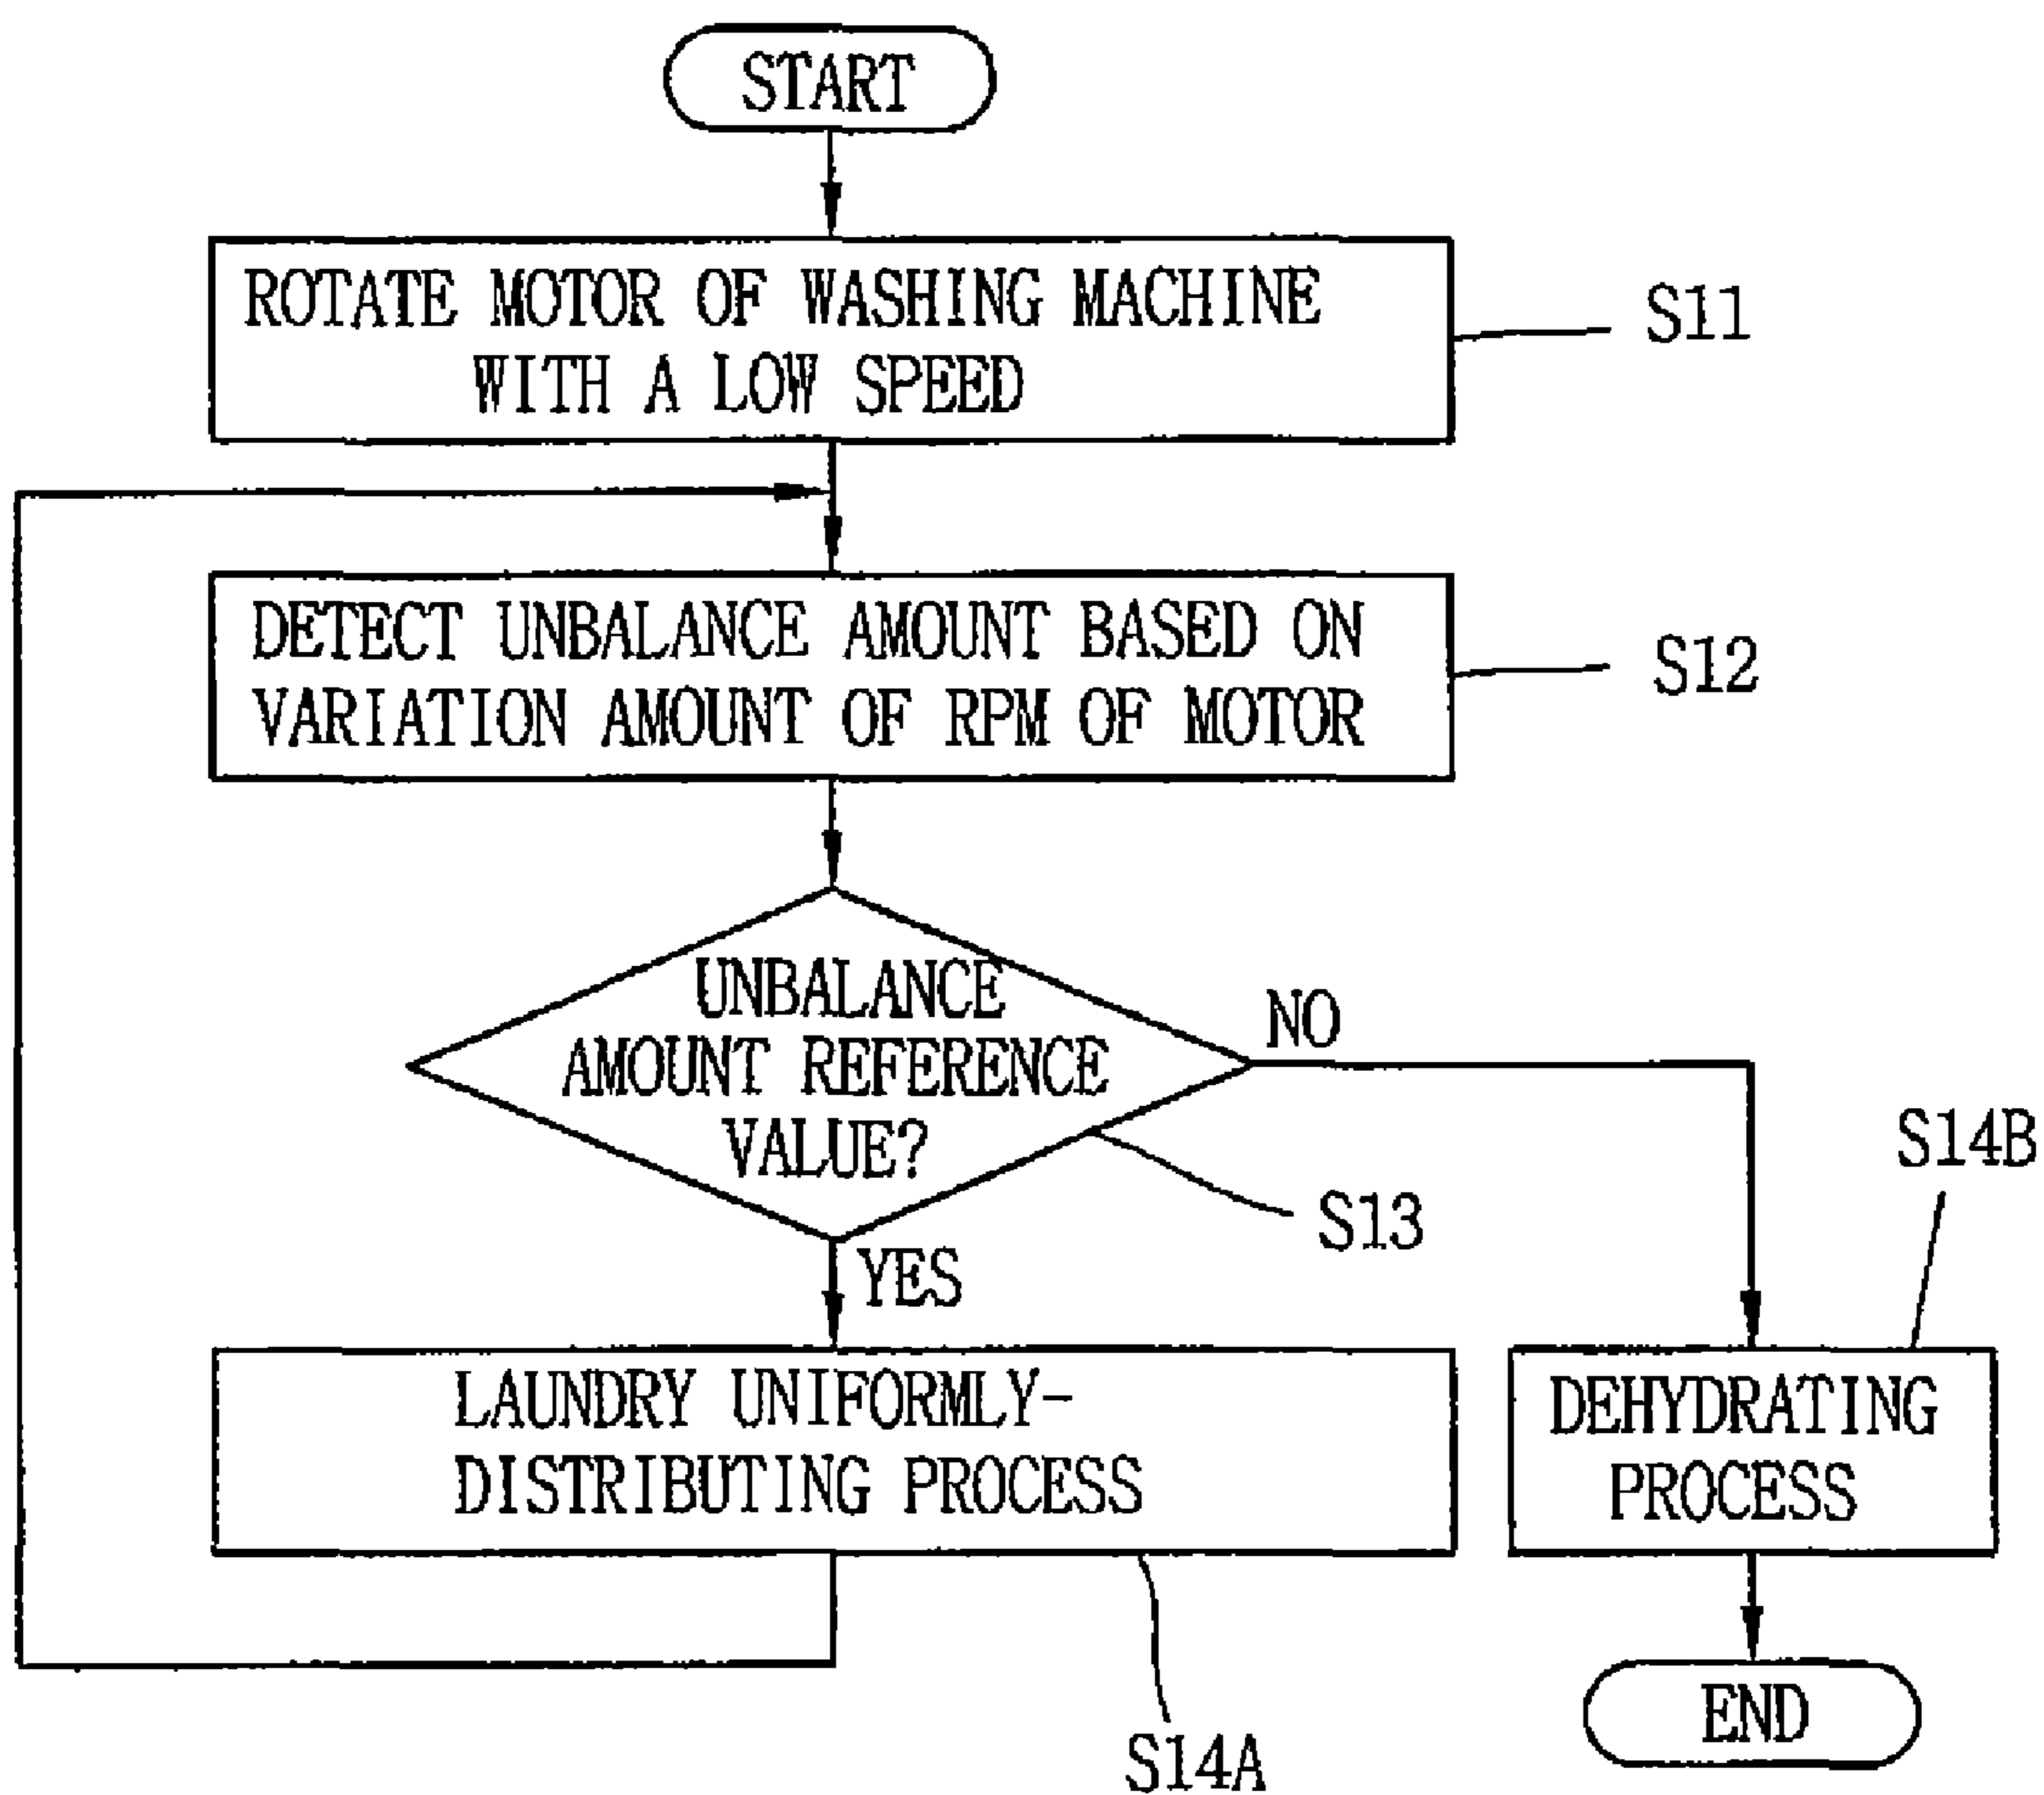 START
ROTATE MOTOR OF WASHING MACHINE
WITH A LOW SPEED
S11
DETECT UNBALANCE AMOUNT BASED ON
VARIATION AMOUNT OF RPM OF MOTOR
S12
UNBALANCE
AMOUNT REFERENCE
VALUE?
NO
S13
YES
S14B
LAUNDRY UNIFORMLY-
DISTRIBUTING PROCESS
S14A
DEHYDRATING
PROCESS
END